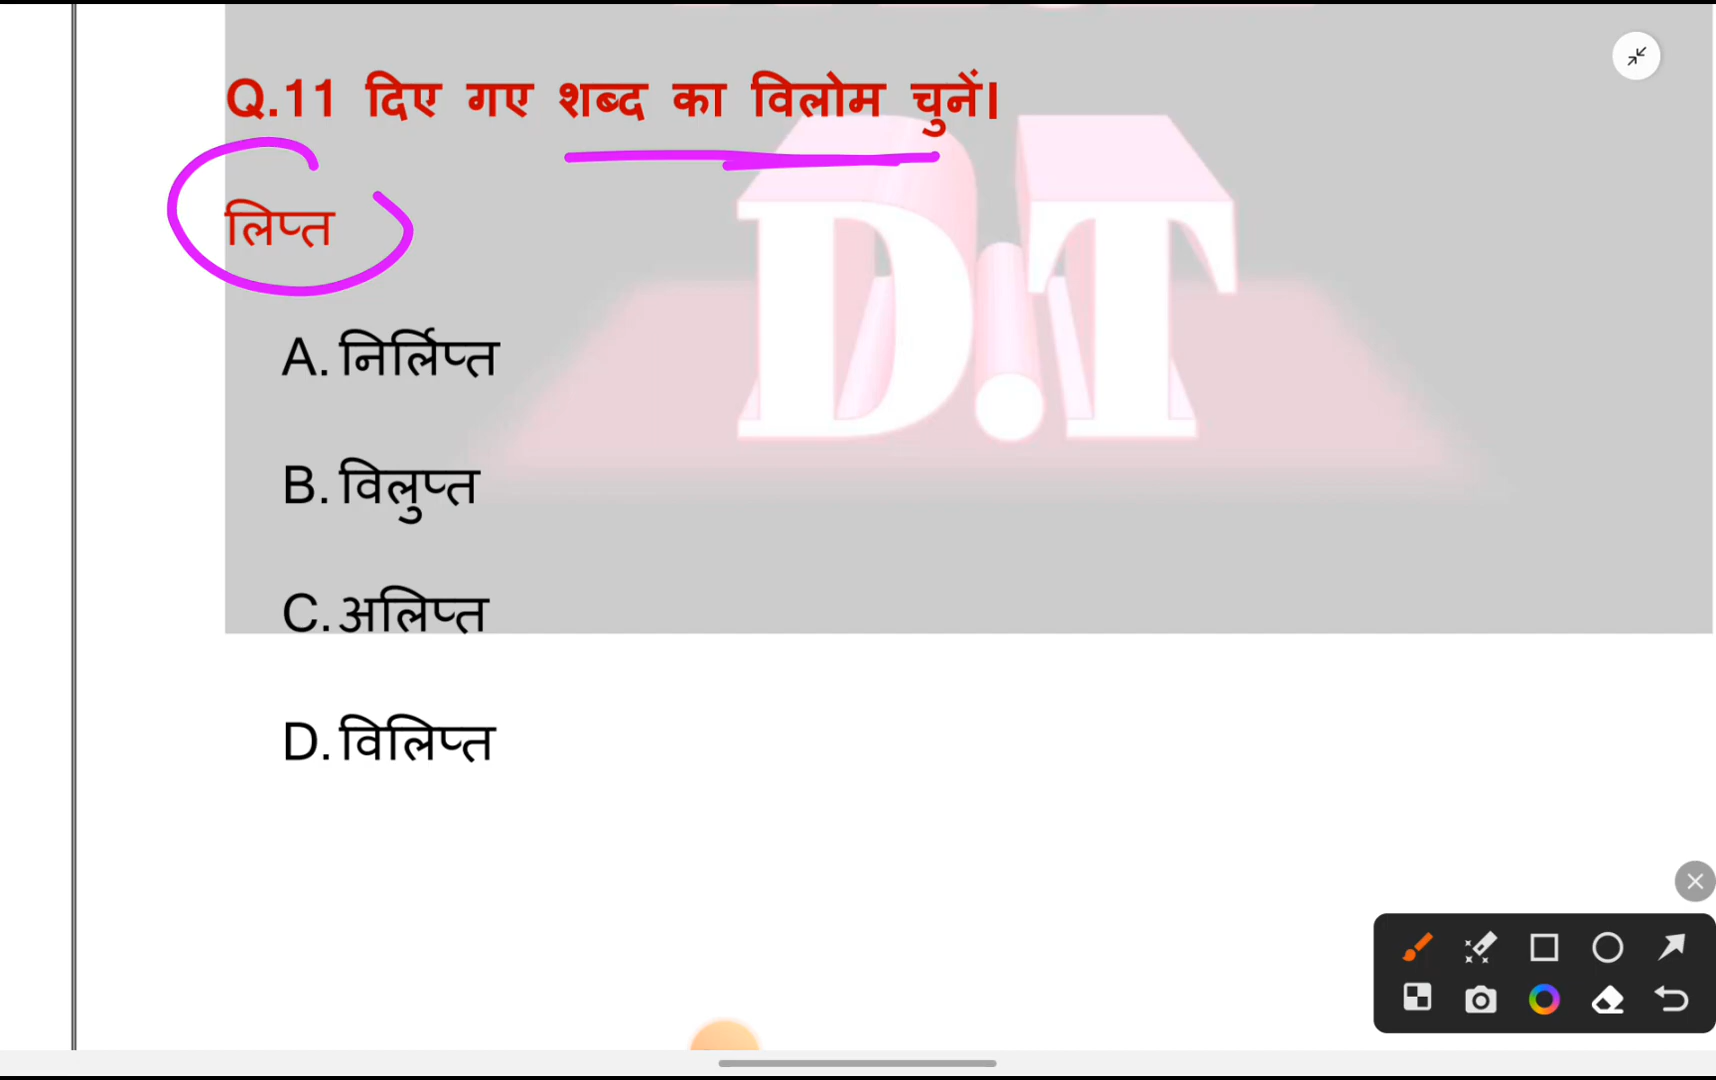 Q.11 दिए गए शब्द का विलोम चुनें।
लिप्त
D.T
A. निर्लिप्त
B. विलुप्त
C. अलिप्त
D. विलिप्त